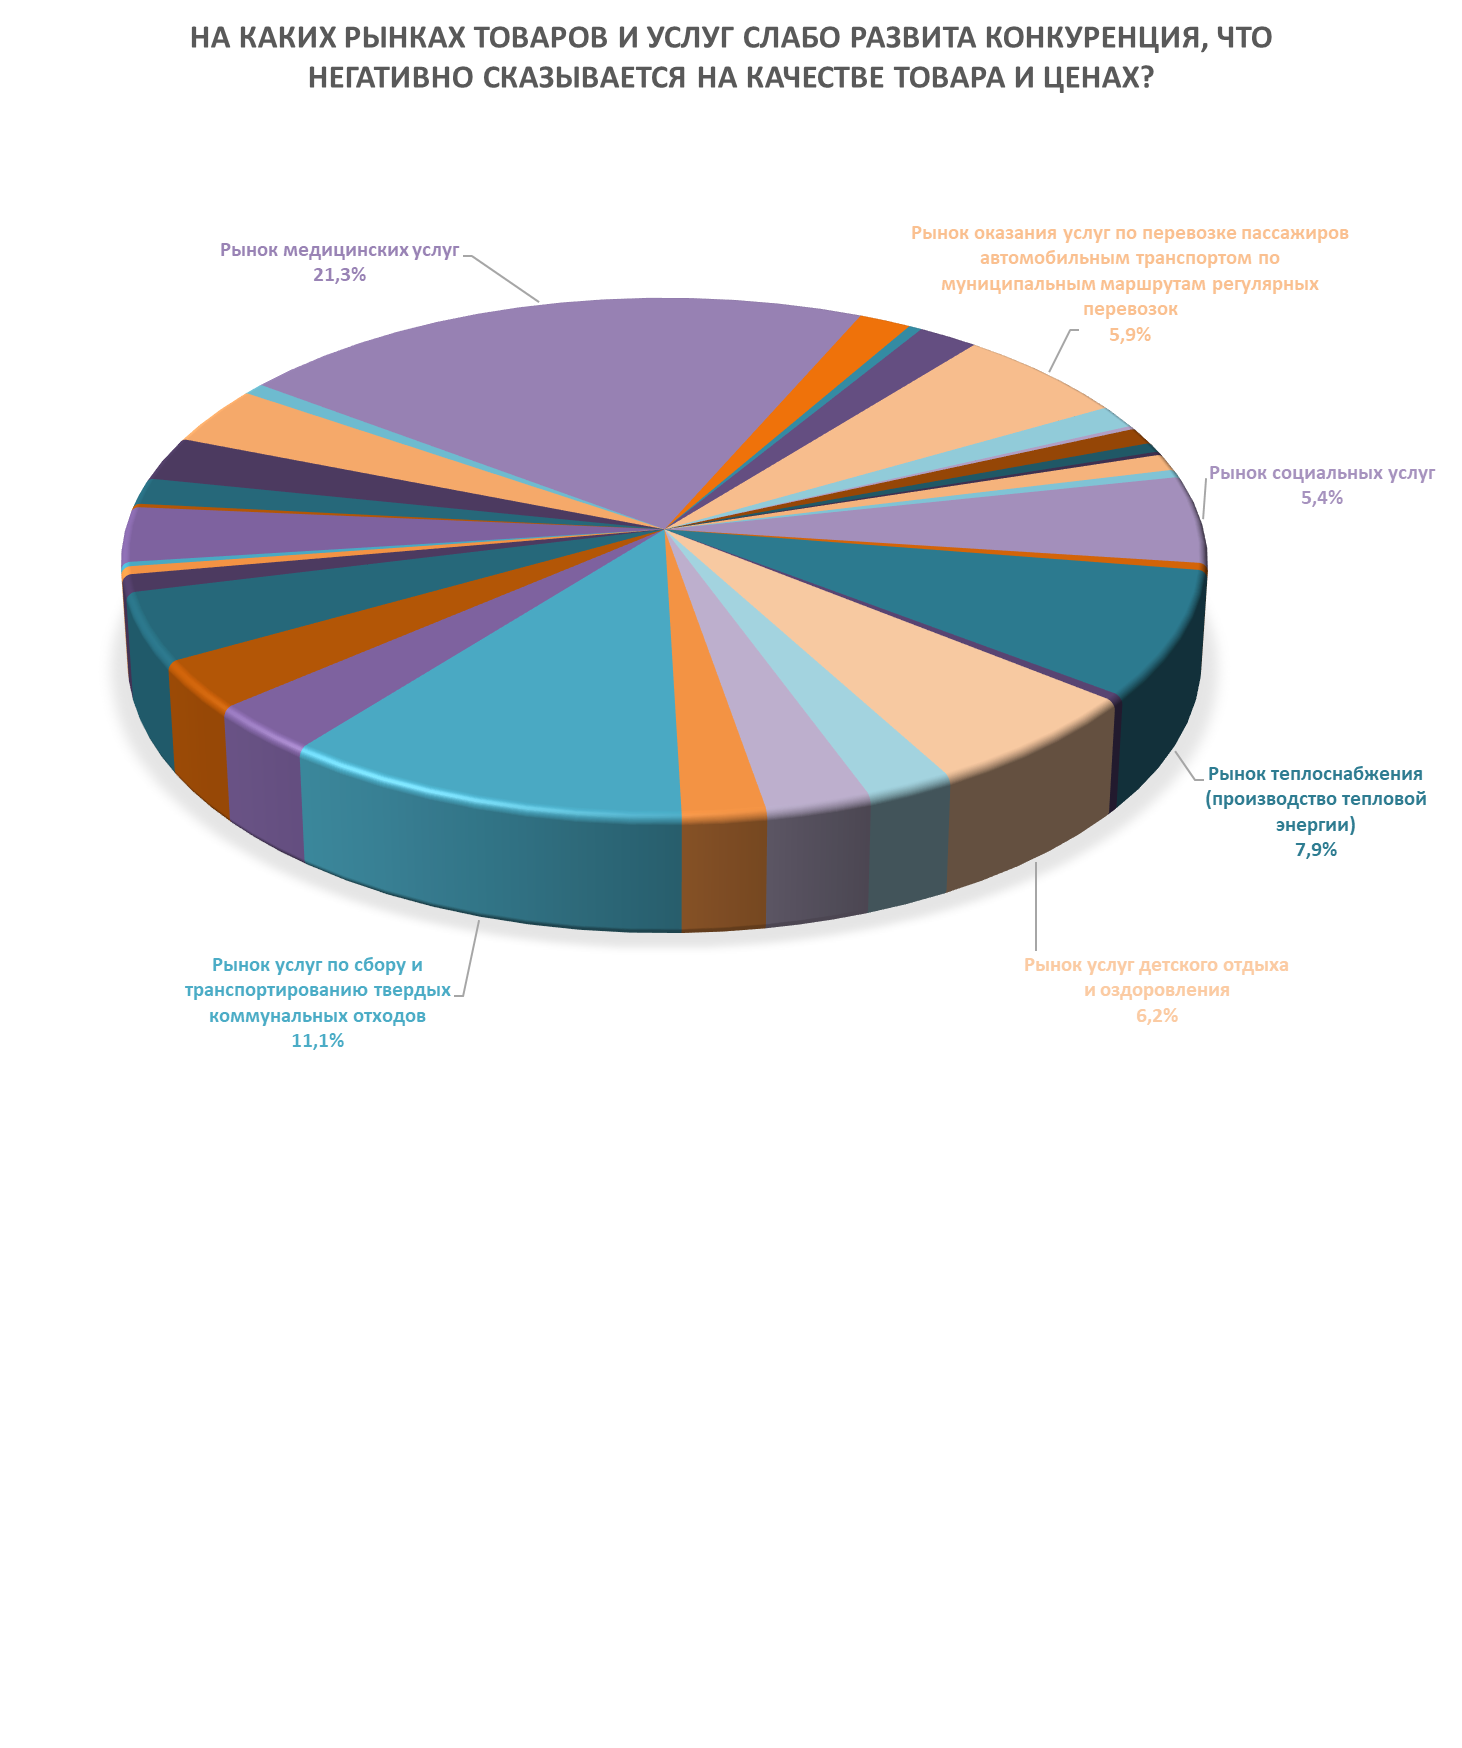 НА КАКИХ РЫНКАХ ТОВАРОВ И УСЛУГ СЛАБО РАЗВИТА КОНКУРЕНЦИЯ, ЧТО
НЕГАТИВНО СКАЗЫВАЕТСЯ НА КАЧЕСТВЕ ТОВАРА И ЦЕНАХ?
Рынок медицинских услуг
21,3%
Рынок оказания услуг по перевозке пассажиров
автомобильным транспортом по
муниципальным маршрутам регулярных
перевозок
5,9%
Рынок социальных услуг
5,4%
Рынок теплоснабжения
(производство тепловой
энергии)
7,9%
Рынок услуг по сбору и
транспортированию твердых
коммунальных отходов
11,1%
Рынок услуг детского отдыха
и оздоровления
6,2%